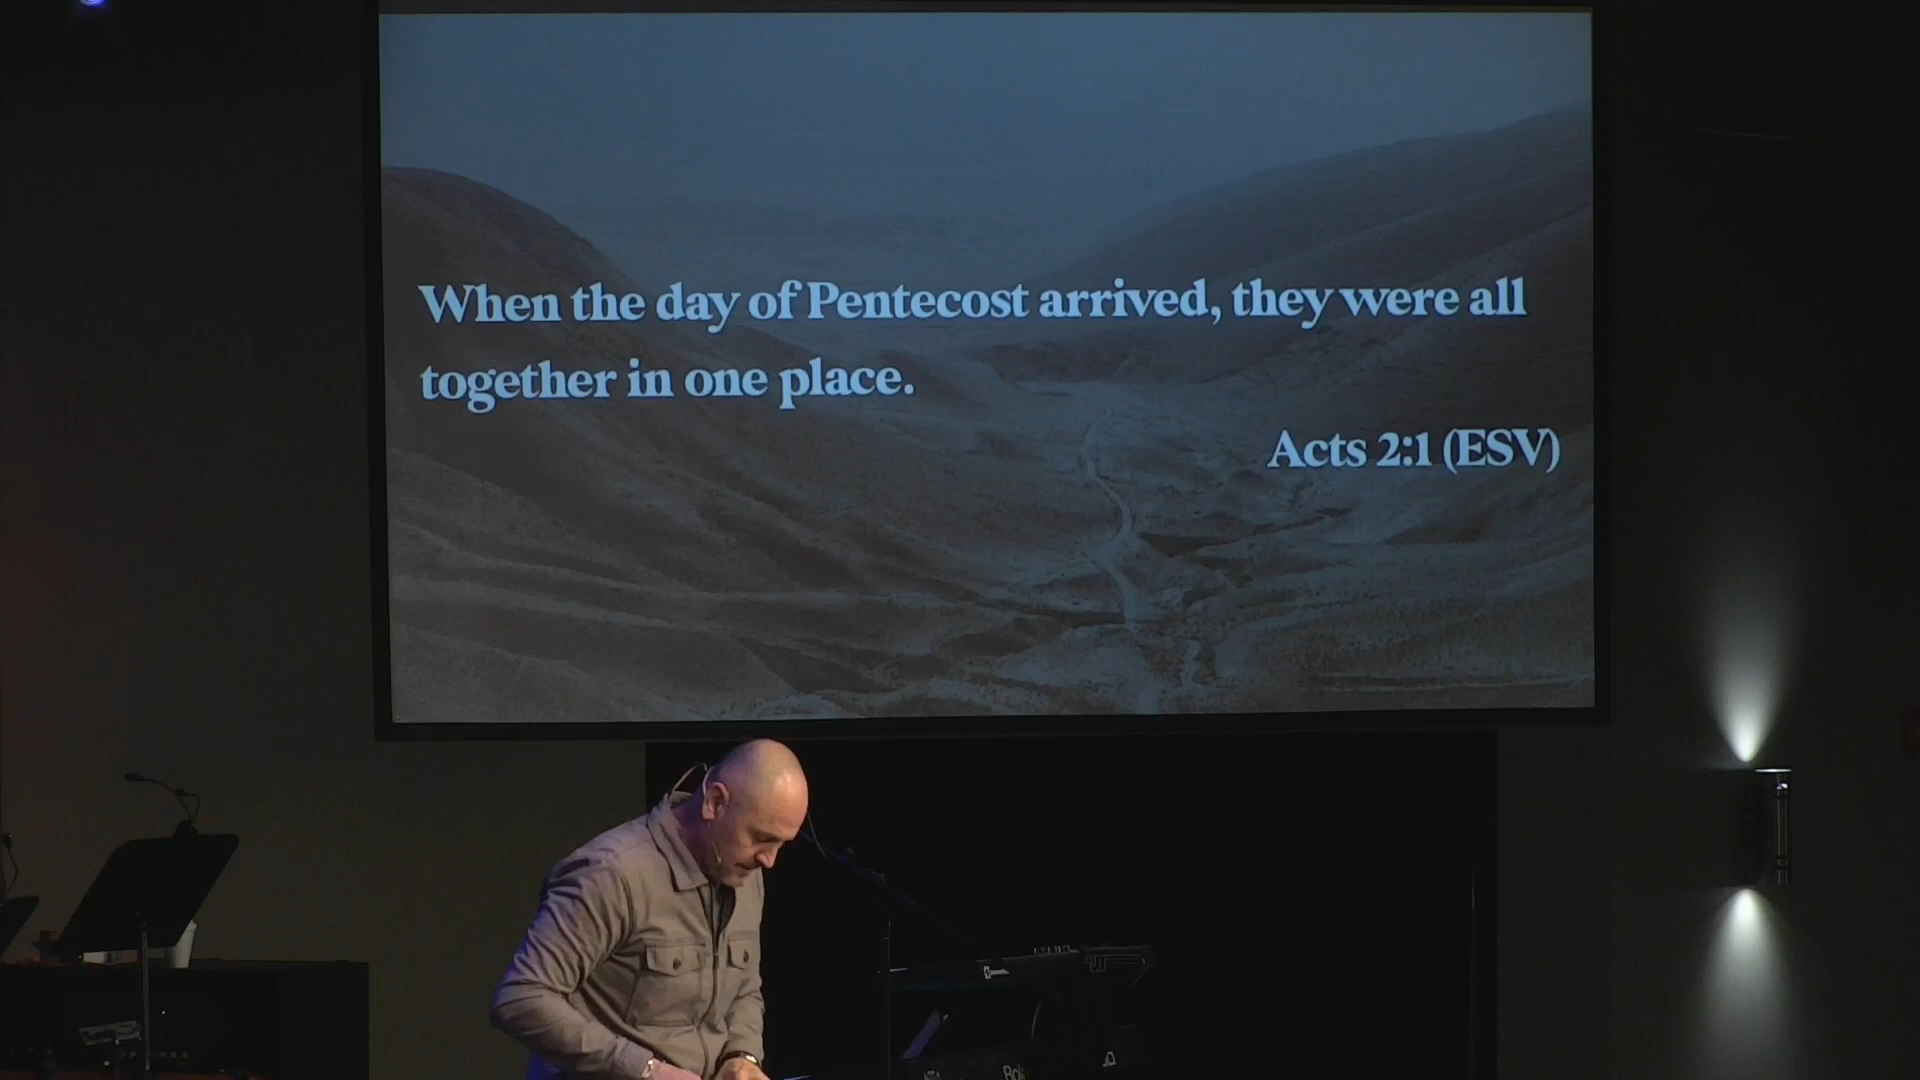 When the day of Pentecost arrived, they were all
together in one place.
Acts 2:1 (ESV)